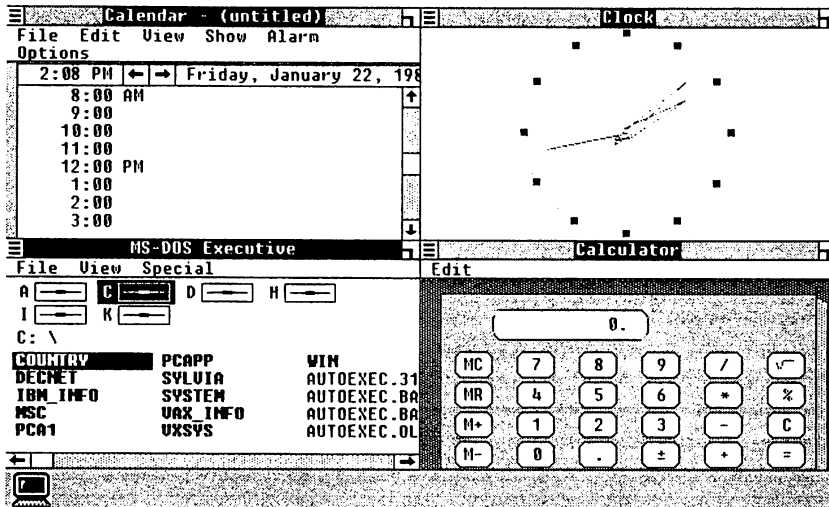 Calendar - (untitled)
File Edit View Show Alarm
Options
2:08 PM ← → Friday, January 22, 198
8:00 AM
9:00
10:00
11:00
12:00 PM
1:00
2:00
3:00
Clock
MS-DOS Executive
File View Special
A C D H
I K
C: \
COUNTRY PCAPP WIN
DECNET SYLVIA AUTOEXEC.31
IBM_INFO SYSTEM AUTOEXEC.BA
MSC VAX_INFO AUTOEXEC.BA
PCA1 VXSYS AUTOEXEC.OL
Calculator
Edit
0.
MC 7 8 9 / √
MR 4 5 6 * %
M+ 1 2 3 - C
M- 0 . ± + =